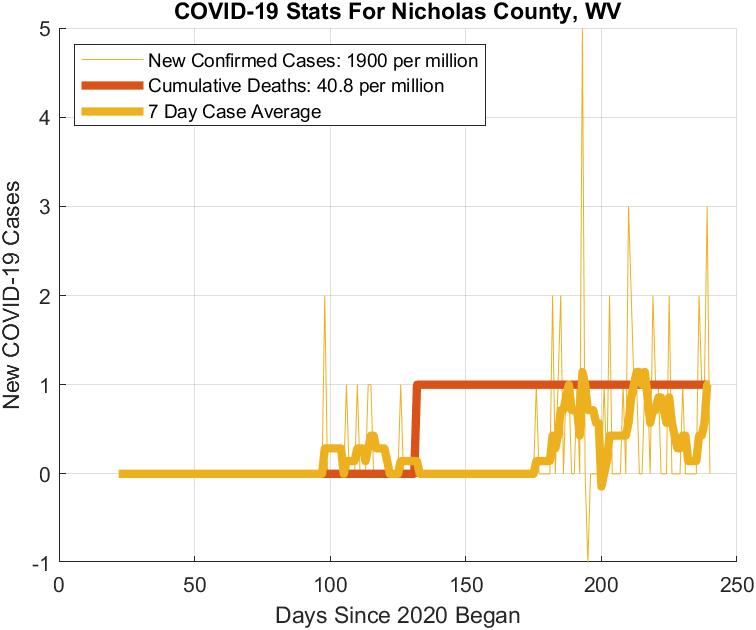 COVID-19 Stats For Nicholas County, WV
New Confirmed Cases: 1900 per million
Cumulative Deaths: 40.8 per million
7 Day Case Average
New COVID-19 Cases
5
4
3
2
1
0
-1
0 50 100 150 200 250
Days Since 2020 Began